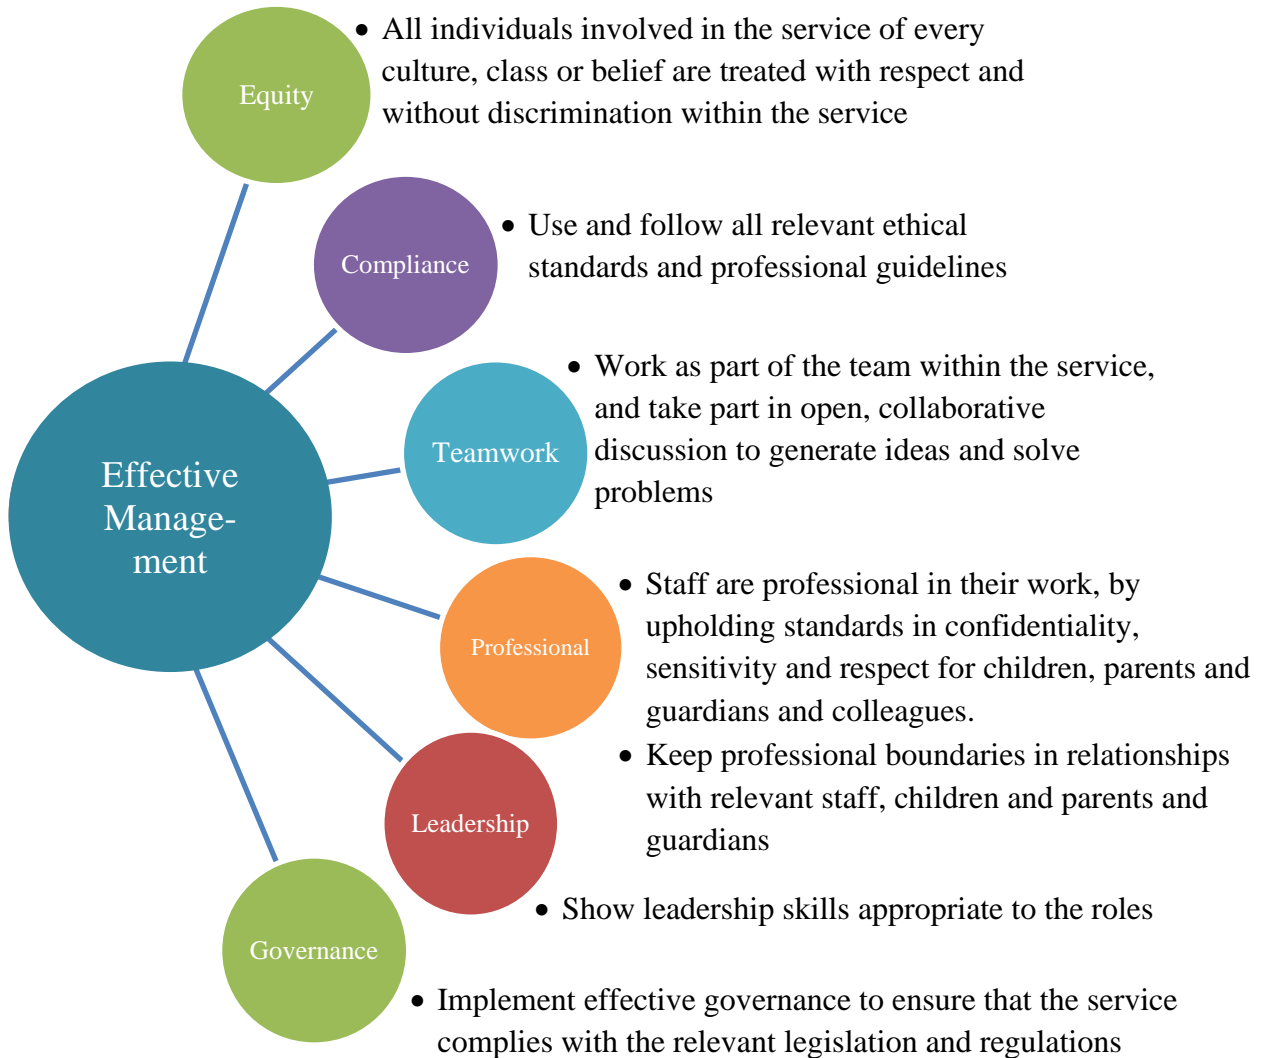 Equity
• All individuals involved in the service of every
culture, class or belief are treated with respect and
without discrimination within the service
Compliance
• Use and follow all relevant ethical
standards and professional guidelines
Teamwork
• Work as part of the team within the service,
and take part in open, collaborative
discussion to generate ideas and solve
problems
Effective
Manage-
ment
Professional
• Staff are professional in their work, by
upholding standards in confidentiality,
sensitivity and respect for children, parents and
guardians and colleagues.
• Keep professional boundaries in relationships
with relevant staff, children and parents and
guardians
Leadership
• Show leadership skills appropriate to the roles
Governance
• Implement effective governance to ensure that the service
complies with the relevant legislation and regulations